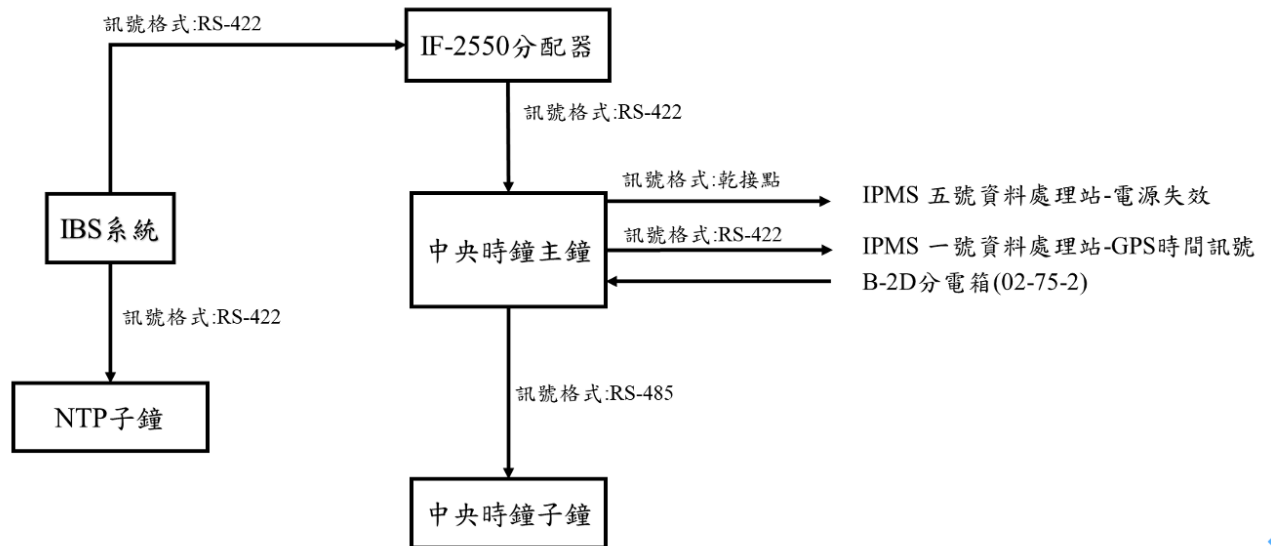 訊號格式:RS-422
IF-2550分配器
訊號格式:RS-422
訊號格式:乾接點
IPMS 五號資料處理站-電源失效
IBS系統
中央時鐘主鐘
訊號格式:RS-422
IPMS 一號資料處理站-GPS時間訊號
B-2D分電箱(02-75-2)
訊號格式:RS-422
訊號格式:RS-485
NTP子鐘
中央時鐘子鐘